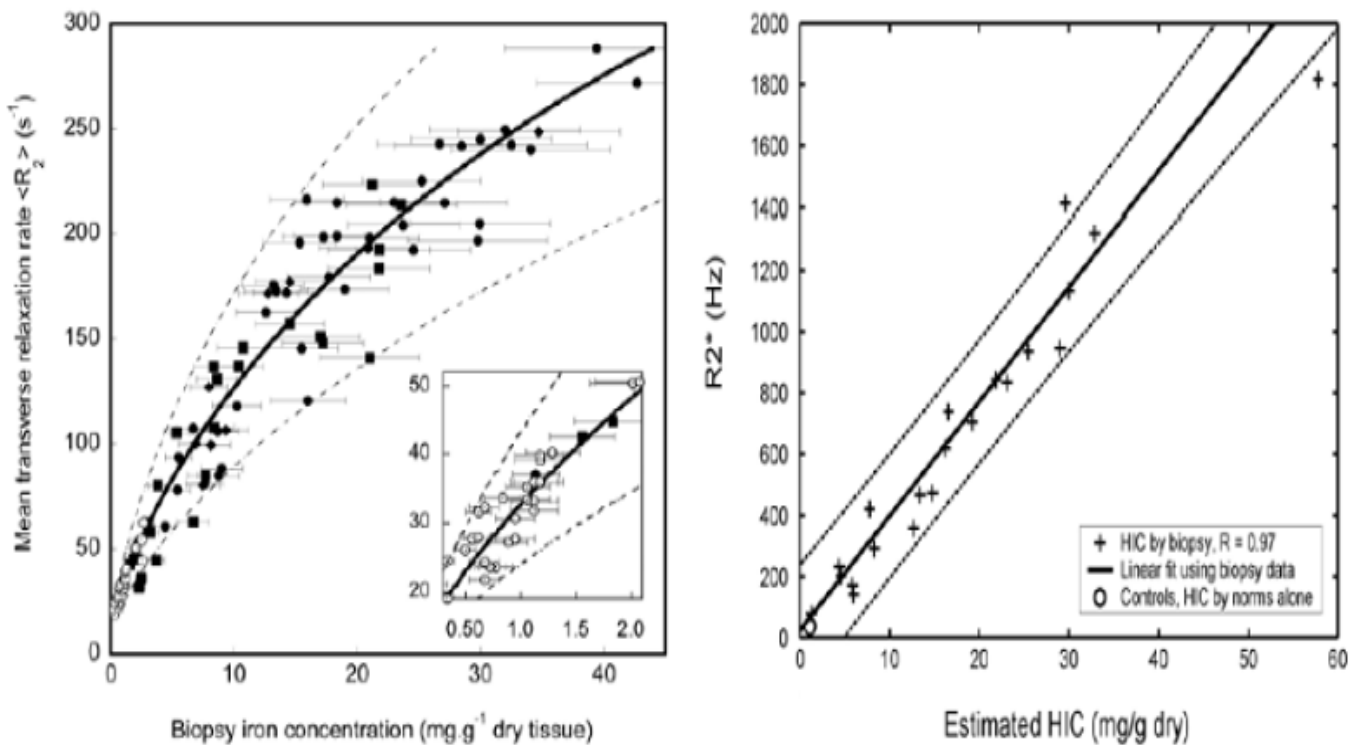 300
250
200
150
100
50
0
Mean transverse relaxation rate <R2> (s-1)
50
40
30
20
0.50 1.0 1.5 2.0
0 10 20 30 40
Biopsy iron concentration (mg.g-1 dry tissue)
2000
1800
1600
1400
1200
1000
800
600
400
200
0
R2* (Hz)
HIC by biopsy, R = 0.97
Linear fit using biopsy data
Controls, HIC by norms alone
0 10 20 30 40 50 60
Estimated HIC (mg/g dry)